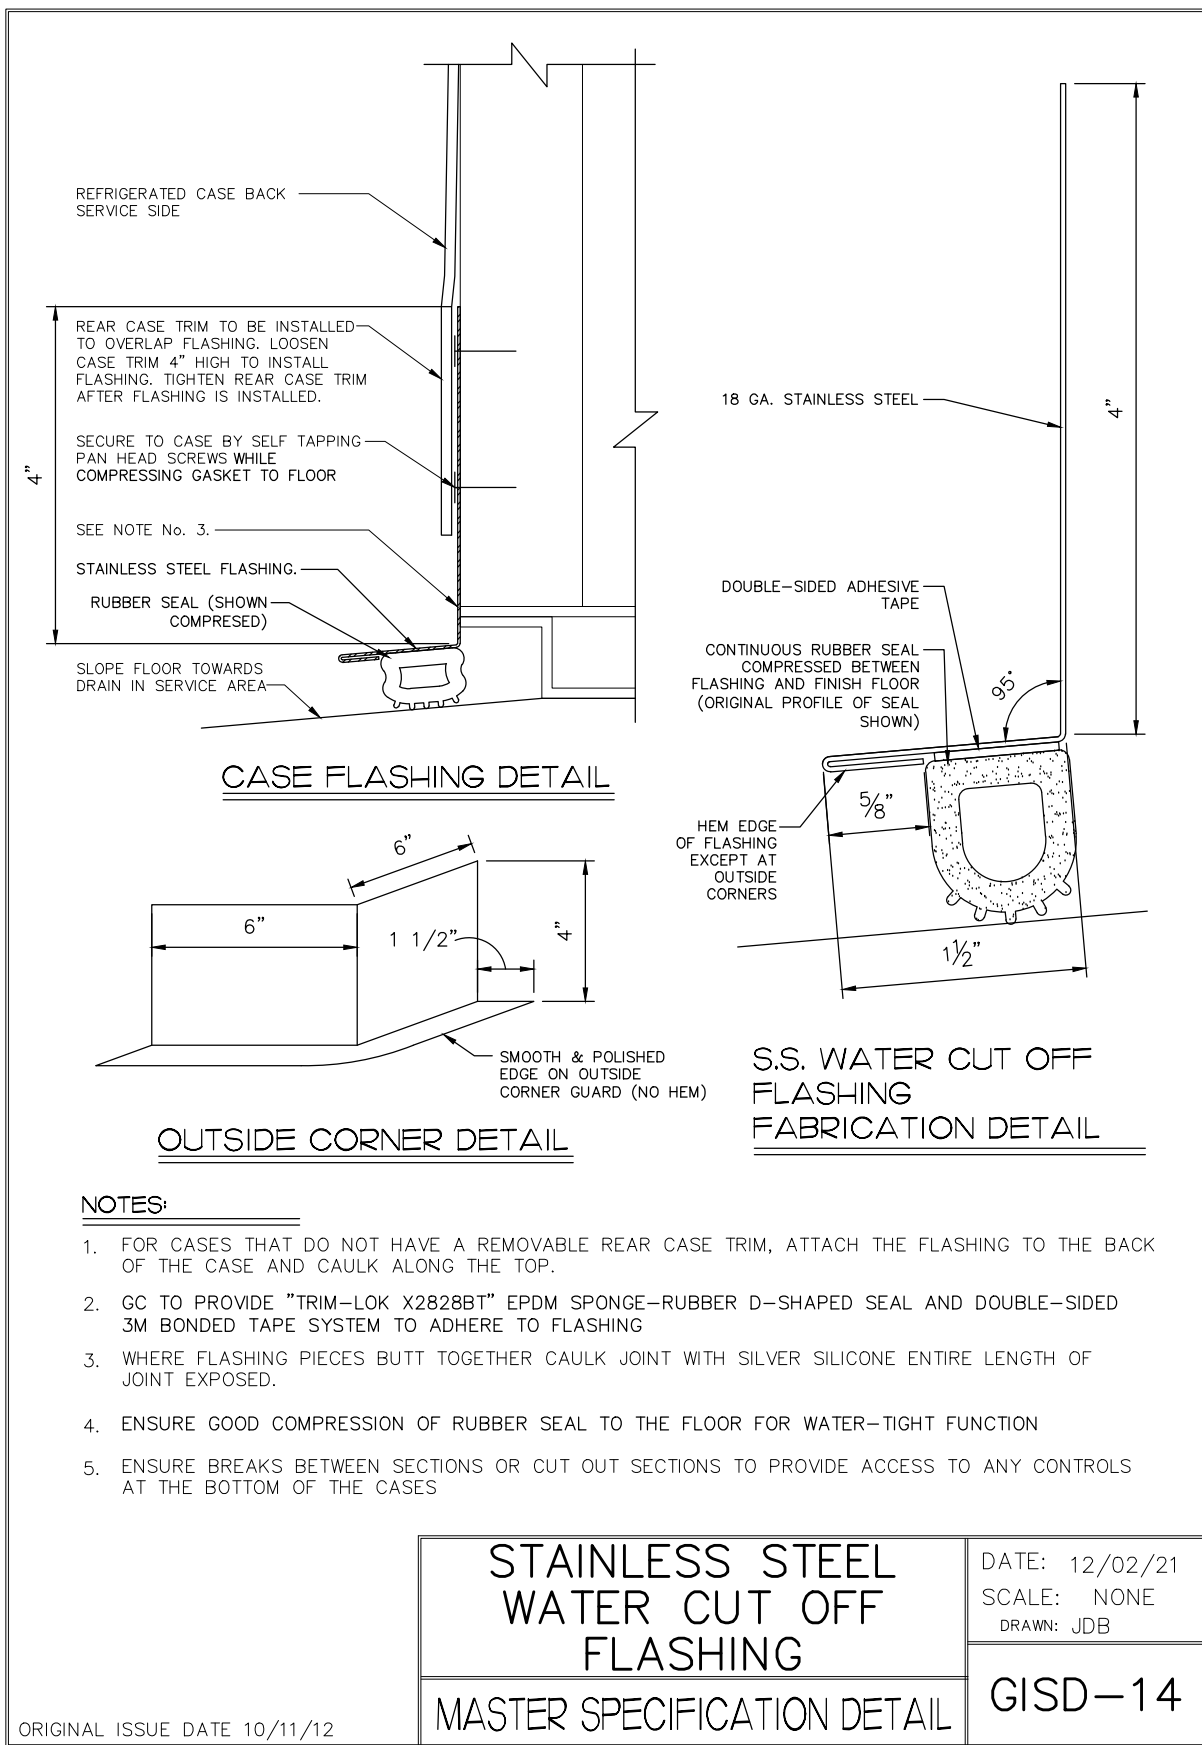 REFRIGERATED CASE BACK
SERVICE SIDE
4"
REAR CASE TRIM TO BE INSTALLED
TO OVERLAP FLASHING. LOOSEN
CASE TRIM 4" HIGH TO INSTALL
FLASHING. TIGHTEN REAR CASE TRIM
AFTER FLASHING IS INSTALLED.
SECURE TO CASE BY SELF TAPPING
PAN HEAD SCREWS WHILE
COMPRESSING GASKET TO FLOOR
SEE NOTE No. 3.
STAINLESS STEEL FLASHING.
RUBBER SEAL (SHOWN
COMPRESED)
SLOPE FLOOR TOWARDS
DRAIN IN SERVICE AREA
CASE FLASHING DETAIL
18 GA. STAINLESS STEEL
4"
DOUBLE-SIDED ADHESIVE
TAPE
CONTINUOUS RUBBER SEAL
COMPRESSED BETWEEN
FLASHING AND FINISH FLOOR
(ORIGINAL PROFILE OF SEAL
SHOWN)
95°
5/8"
HEM EDGE
OF FLASHING
EXCEPT AT
OUTSIDE
CORNERS
1½"
S.S. WATER CUT OFF
FLASHING
FABRICATION DETAIL
6"
6"
1 1/2"
4"
SMOOTH & POLISHED
EDGE ON OUTSIDE
CORNER GUARD (NO HEM)
OUTSIDE CORNER DETAIL
NOTES:
1. FOR CASES THAT DO NOT HAVE A REMOVABLE REAR CASE TRIM, ATTACH THE FLASHING TO THE BACK
OF THE CASE AND CAULK ALONG THE TOP.
2. GC TO PROVIDE "TRIM-LOK X2828BT" EPDM SPONGE-RUBBER D-SHAPED SEAL AND DOUBLE-SIDED
3M BONDED TAPE SYSTEM TO ADHERE TO FLASHING
3. WHERE FLASHING PIECES BUTT TOGETHER CAULK JOINT WITH SILVER SILICONE ENTIRE LENGTH OF
JOINT EXPOSED.
4. ENSURE GOOD COMPRESSION OF RUBBER SEAL TO THE FLOOR FOR WATER-TIGHT FUNCTION
5. ENSURE BREAKS BETWEEN SECTIONS OR CUT OUT SECTIONS TO PROVIDE ACCESS TO ANY CONTROLS
AT THE BOTTOM OF THE CASES
STAINLESS STEEL
WATER CUT OFF
FLASHING
MASTER SPECIFICATION DETAIL
DATE: 12/02/21
SCALE: NONE
DRAWN: JDB
GISD-14
ORIGINAL ISSUE DATE 10/11/12